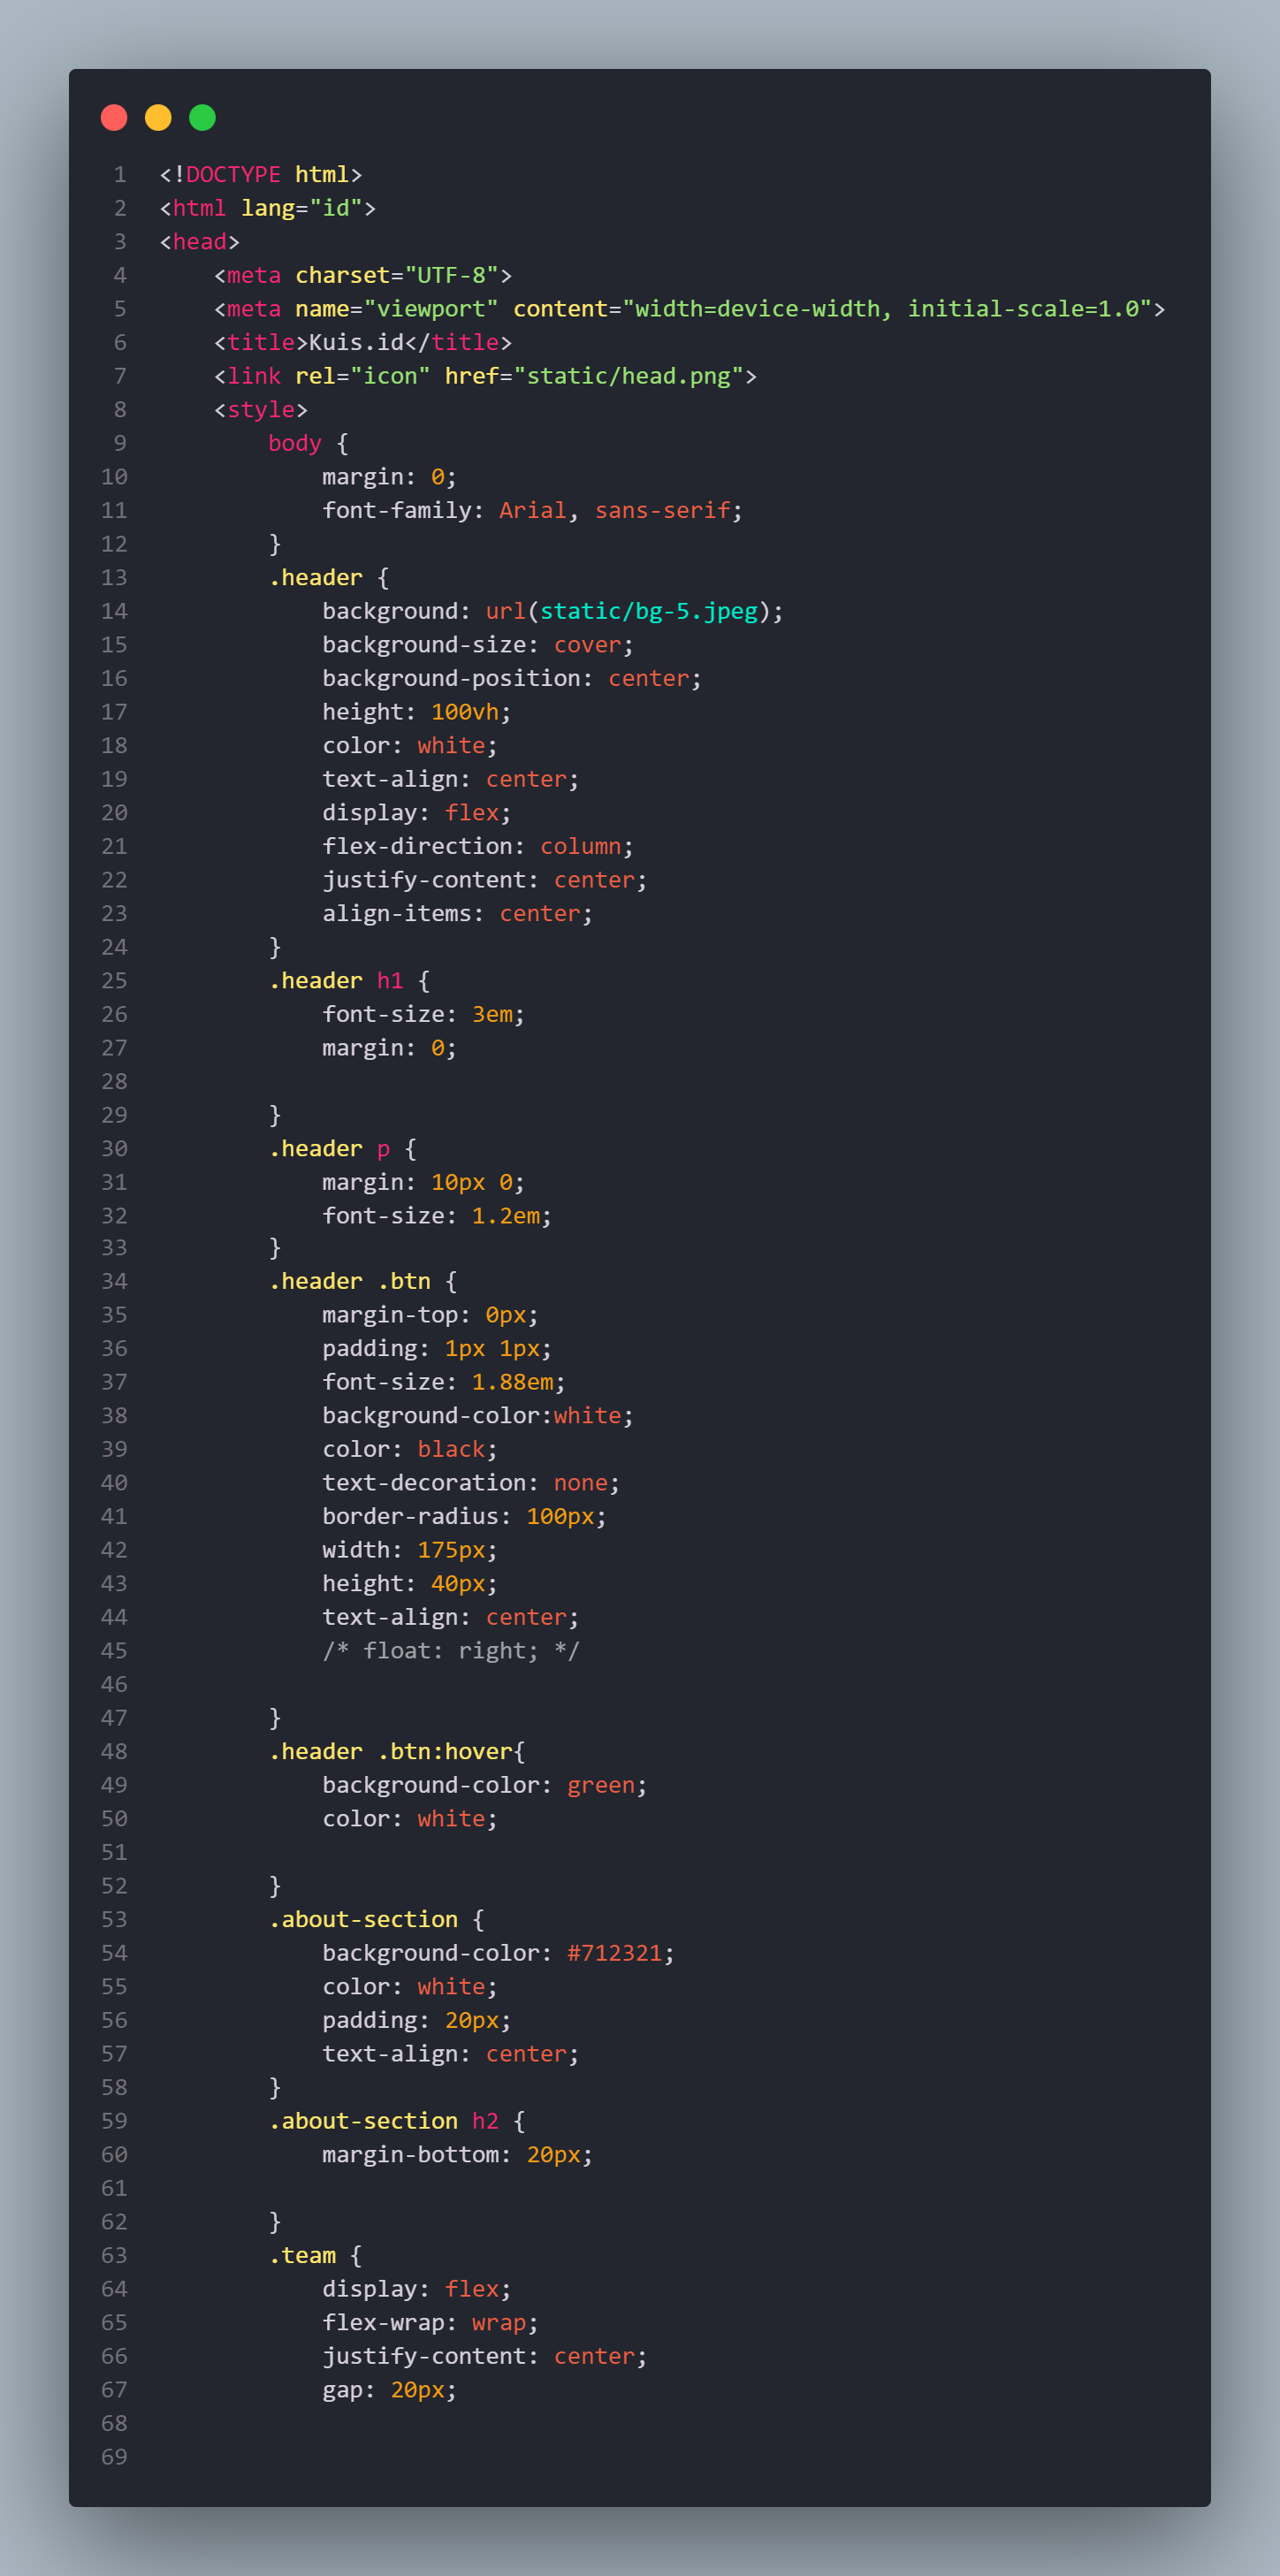 1 <!DOCTYPE html>
2 <html lang="id">
3 <head>
4     <meta charset="UTF-8">
5     <meta name="viewport" content="width=device-width, initial-scale=1.0">
6     <title>Kuis.id</title>
7     <link rel="icon" href="static/head.png">
8     <style>
9         body {
10             margin: 0;
11             font-family: Arial, sans-serif;
12         }
13         .header {
14             background: url(static/bg-5.jpeg);
15             background-size: cover;
16             background-position: center;
17             height: 100vh;
18             color: white;
19             text-align: center;
20             display: flex;
21             flex-direction: column;
22             justify-content: center;
23             align-items: center;
24         }
25         .header h1 {
26             font-size: 3em;
27             margin: 0;
28
29         }
30         .header p {
31             margin: 10px 0;
32             font-size: 1.2em;
33         }
34         .header .btn {
35             margin-top: 0px;
36             padding: 1px 1px;
37             font-size: 1.88em;
38             background-color:white;
39             color: black;
40             text-decoration: none;
41             border-radius: 100px;
42             width: 175px;
43             height: 40px;
44             text-align: center;
45             /* float: right; */
46
47         }
48         .header .btn:hover{
49             background-color: green;
50             color: white;
51
52         }
53         .about-section {
54             background-color: #712321;
55             color: white;
56             padding: 20px;
57             text-align: center;
58         }
59         .about-section h2 {
60             margin-bottom: 20px;
61
62         }
63         .team {
64             display: flex;
65             flex-wrap: wrap;
66             justify-content: center;
67             gap: 20px;
68
69